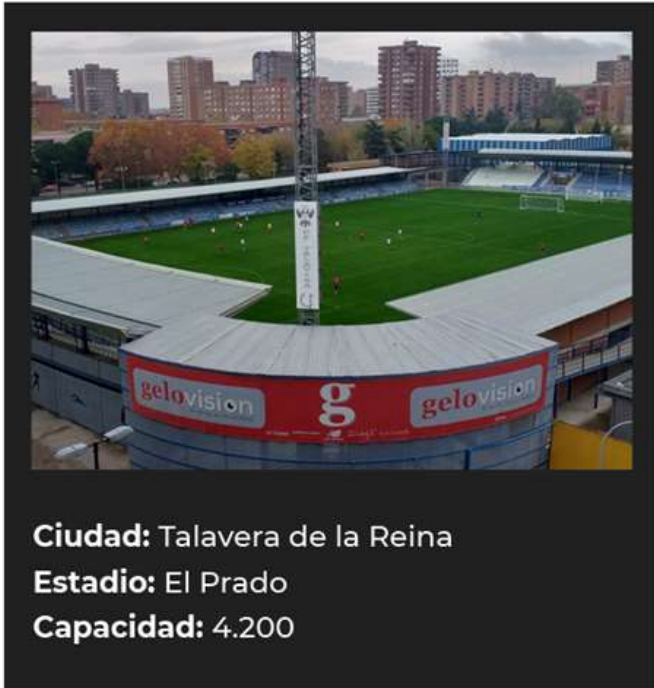 gelovision
g
gelovision
Ciudad: Talavera de la Reina
Estadio: El Prado
Capacidad: 4.200